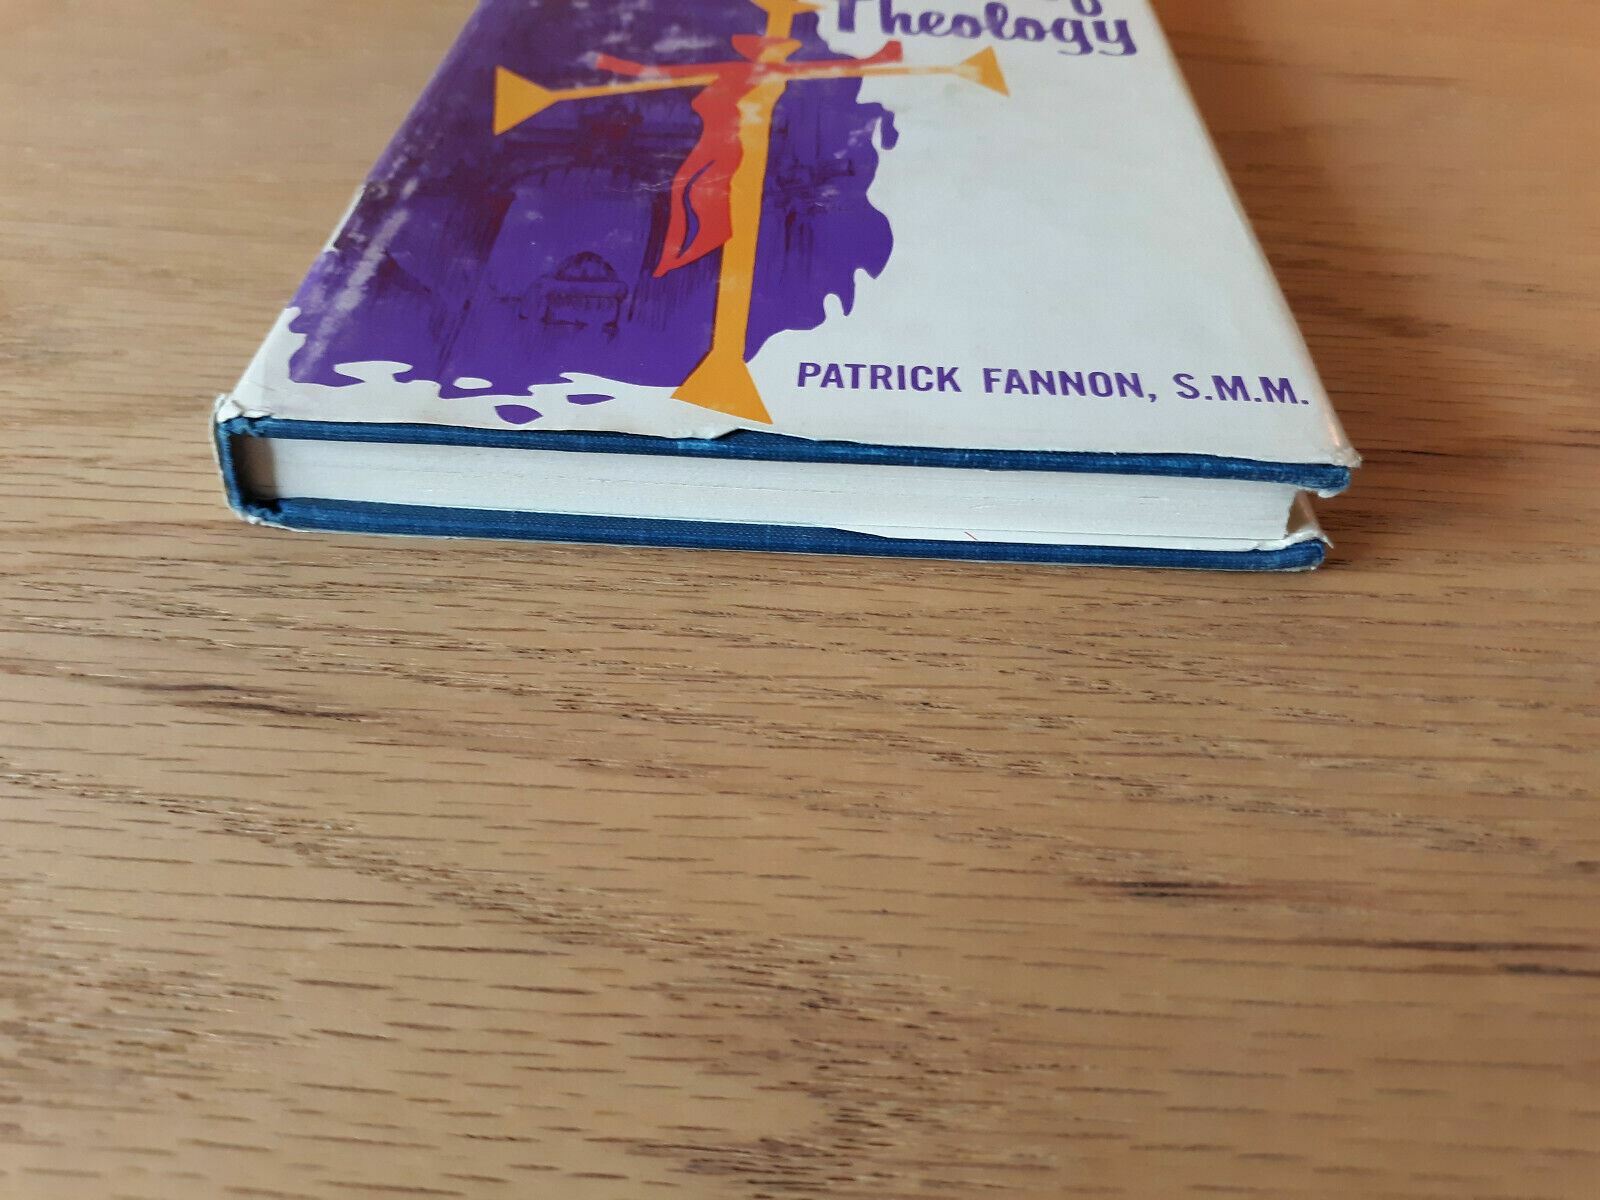 Theology
PATRICK FANNON, S.M.M.